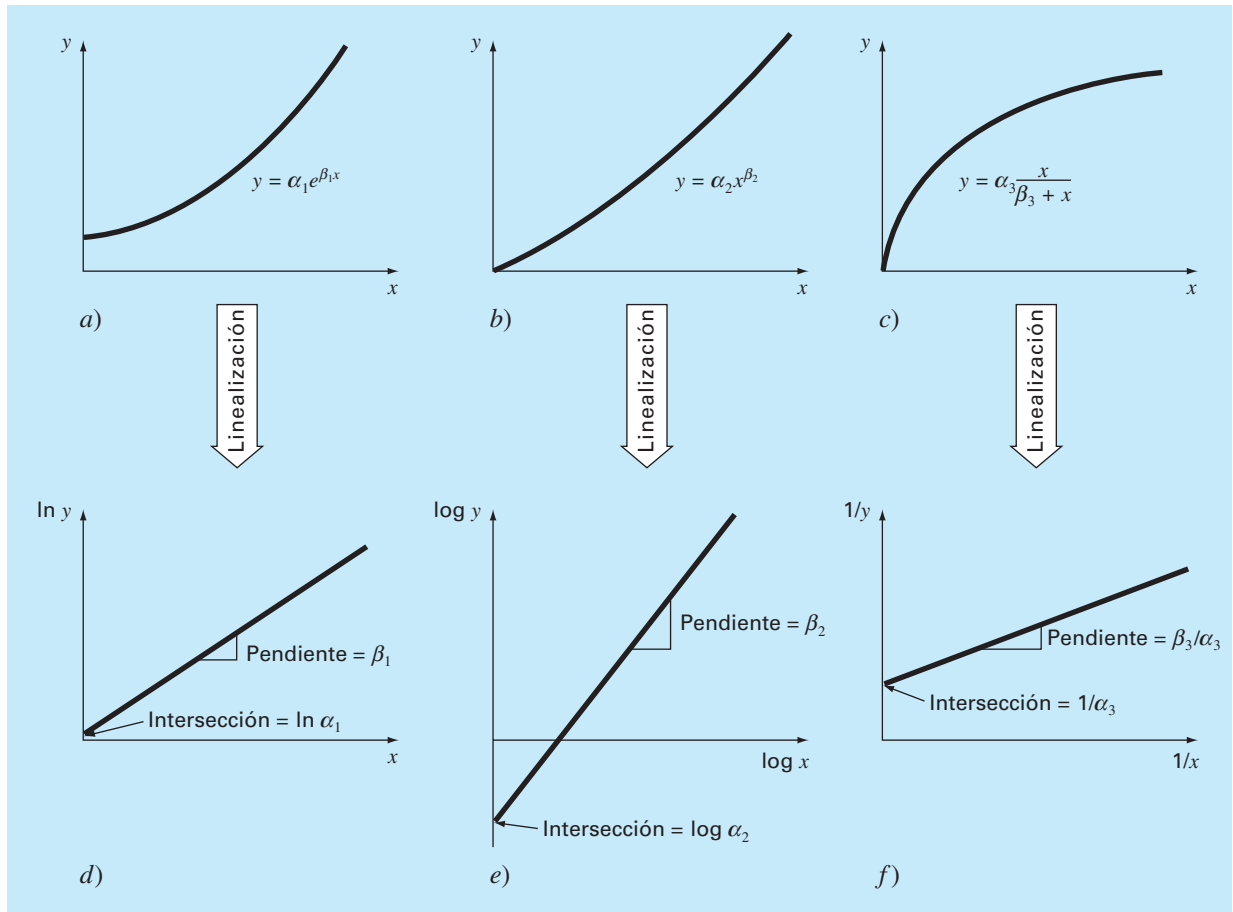 y
y = α₁e^{β₁x}
x
a)
y
y = α₂x^{β₂}
x
b)
y
y = α₃ x/(β₃ + x)
x
c)
Linealización
Linealización
Linealización
ln y
Pendiente = β₁
Intersección = ln α₁
x
d)
log y
Pendiente = β₂
log x
Intersección = log α₂
e)
1/y
Pendiente = β₃/α₃
Intersección = 1/α₃
1/x
f)